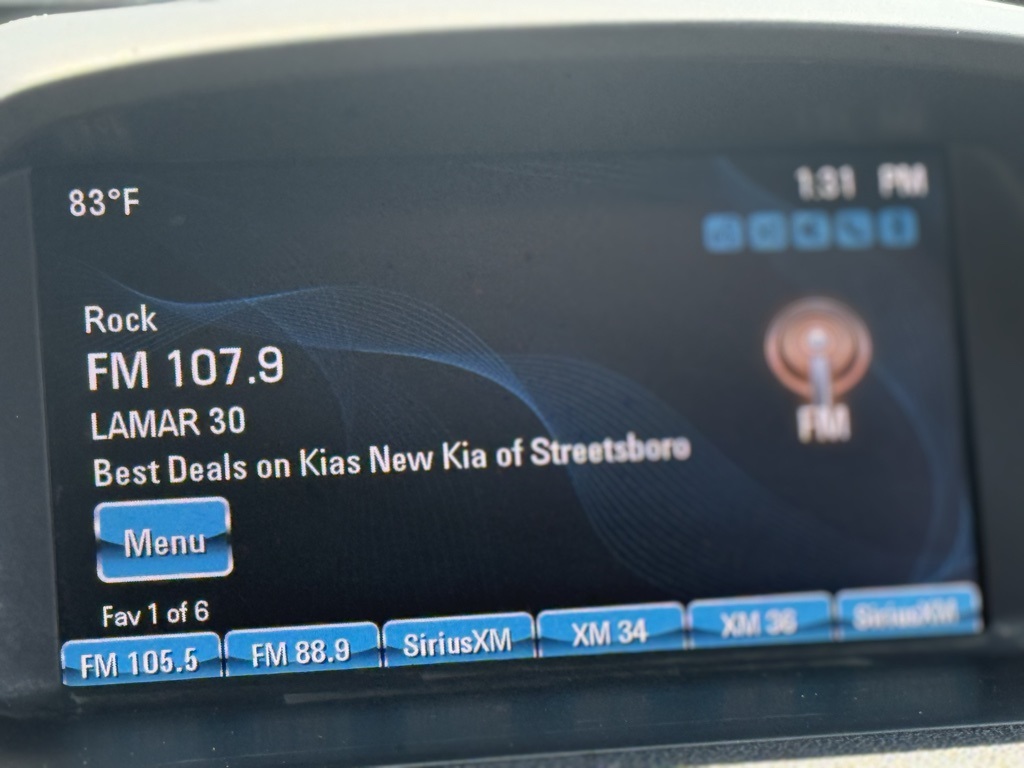 83°F
1:31 PM
Rock
FM 107.9
LAMAR 30
Best Deals on Kias New Kia of Streetsboro
FM
Menu
Fav 1 of 6
FM 105.5
FM 88.9
SiriusXM
XM 34
XM 36
SiriusXM